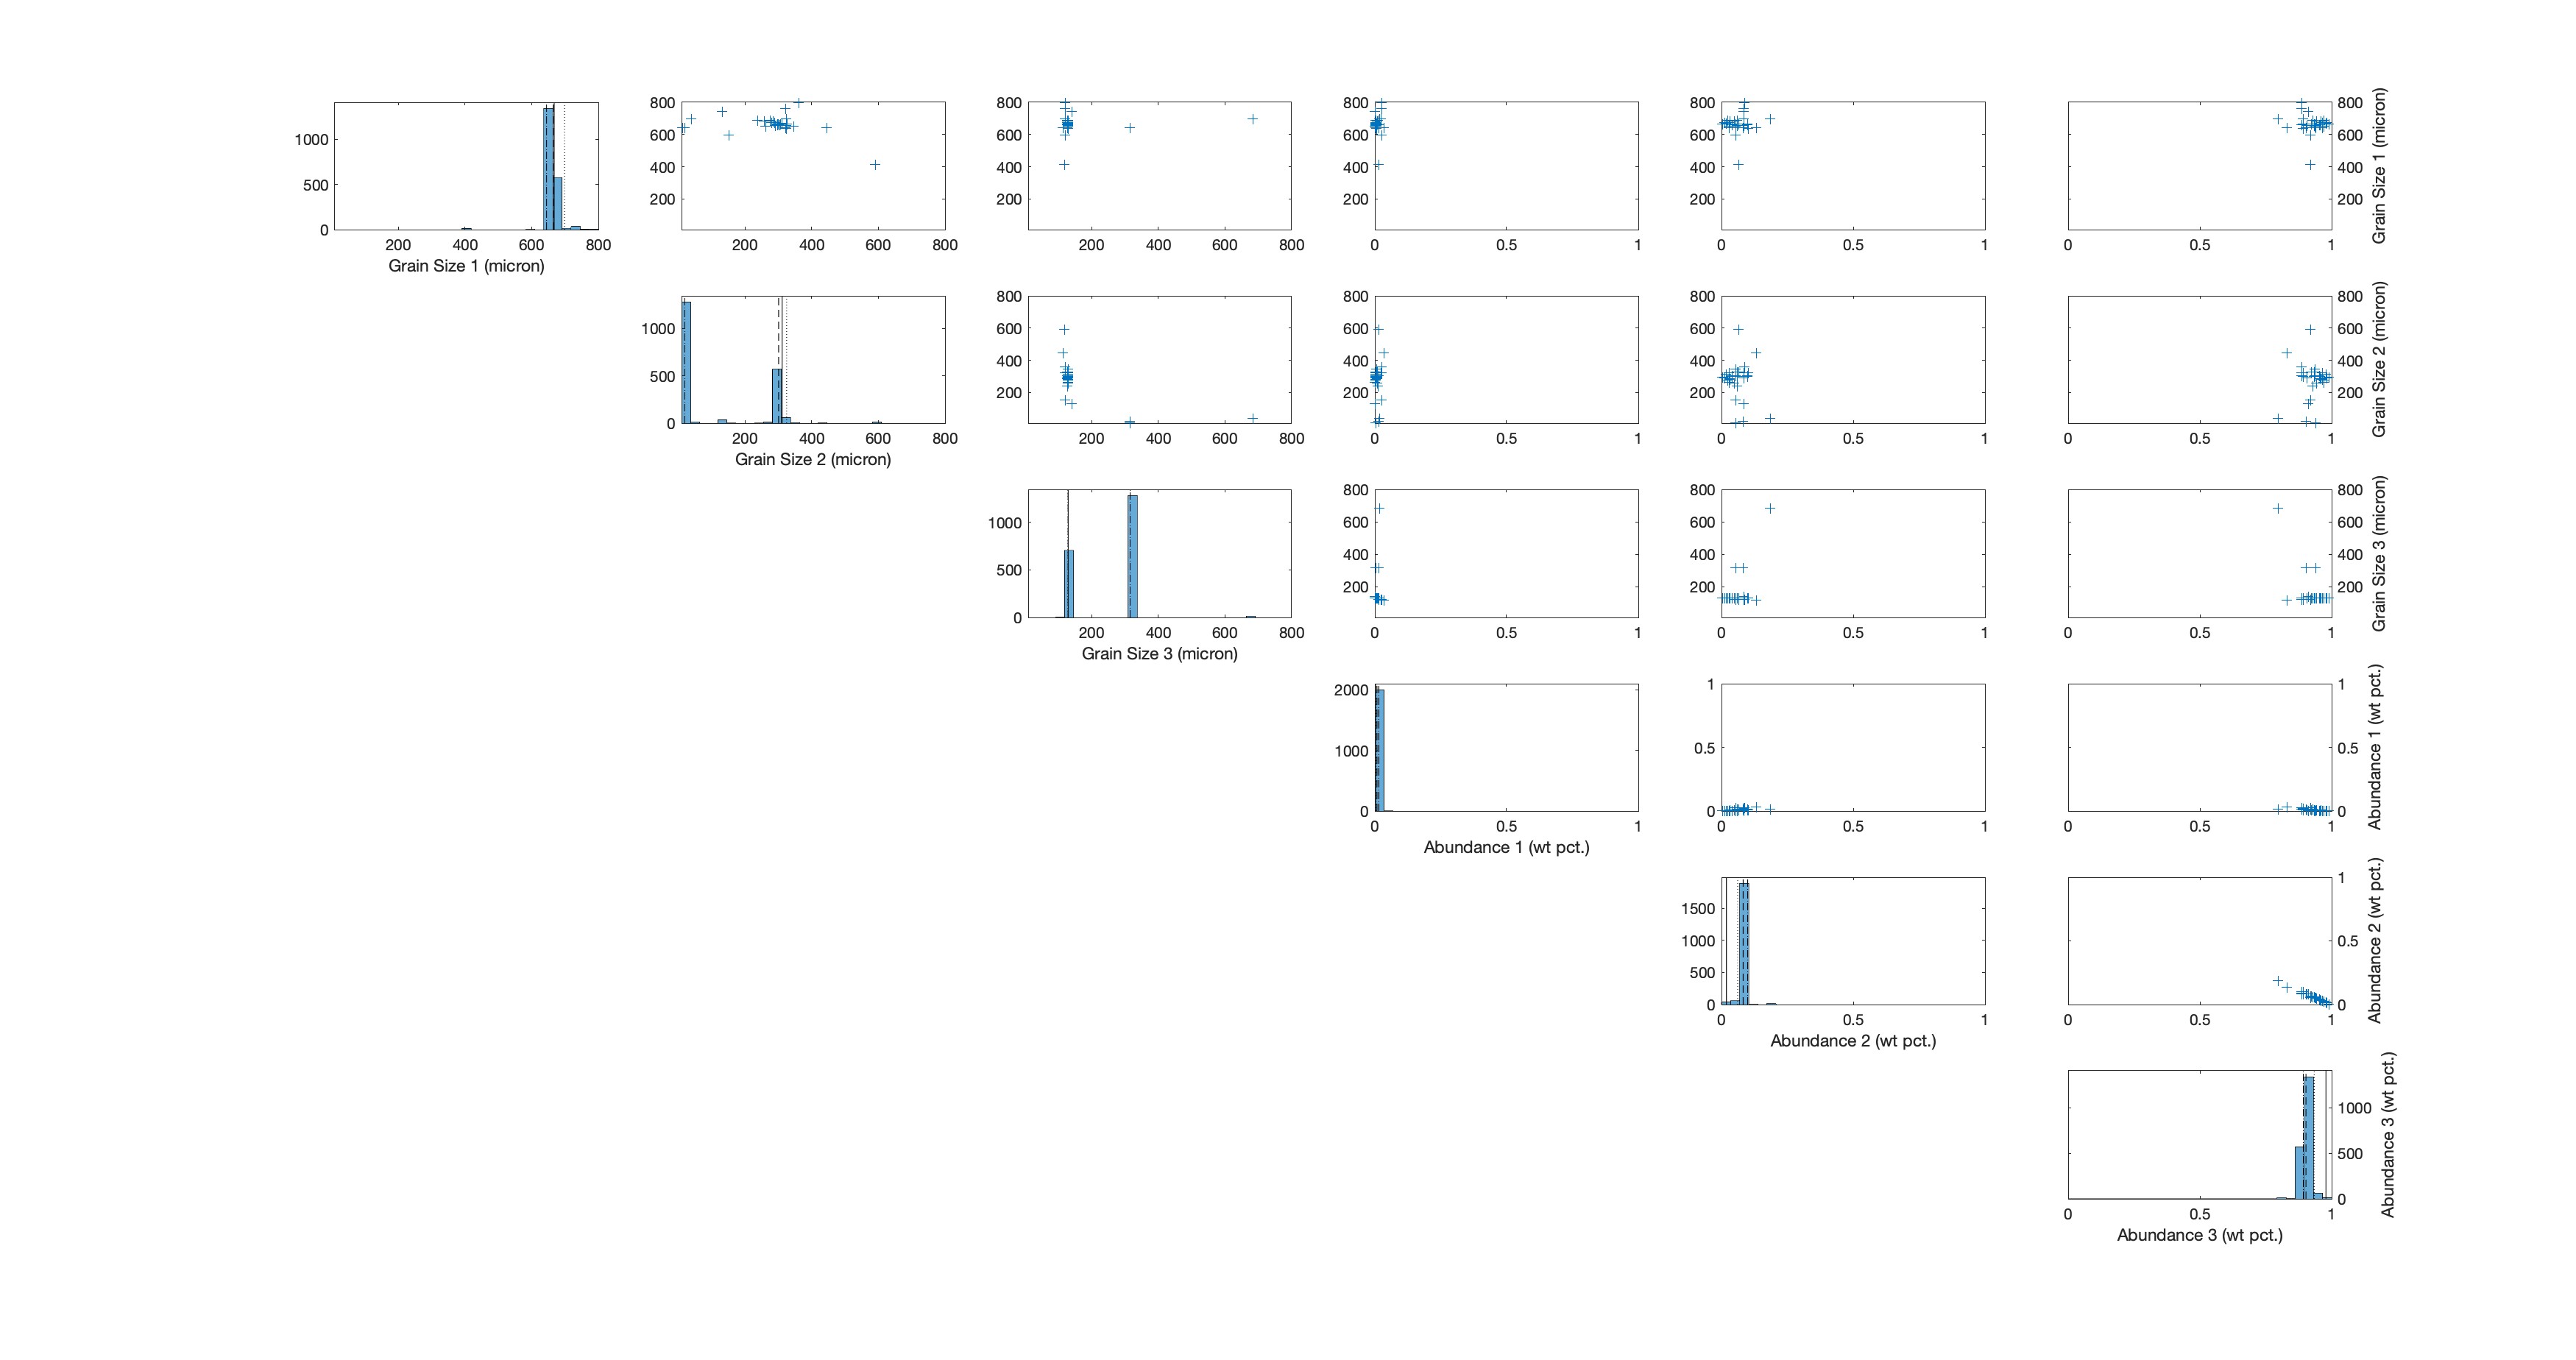 800 800 800 800 800
1000 600 600 600 600 600
500 400 400 400 400 400
200 200 200 200 200
0
200 400 600 800 200 400 600 800 200 400 600 800 0 0.5 1 0 0.5 1 0 0.5 1
Grain Size 1 (micron)
Grain Size 1 (micron)
800 800 800 800
1000 600 600 600 600
500 400 400 400 400
200 200 200 200
0
200 400 600 800 200 400 600 800 0 0.5 1 0 0.5 1 0 0.5 1
Grain Size 2 (micron)
Grain Size 2 (micron)
800 800 800
1000 600 600 600
500 400 400 400
200 200 200
0
200 400 600 800 0 0.5 1 0 0.5 1 0 0.5 1
Grain Size 3 (micron)
Grain Size 3 (micron)
2000 1 1
1000 0.5 0.5
0 0 0
0 0.5 1 0 0.5 1 0 0.5 1
Abundance 1 (wt pct.)
Abundance 1 (wt pct.)
1
1500
1000 0.5
500
0 0
0 0.5 1 0 0.5 1
Abundance 2 (wt pct.)
Abundance 2 (wt pct.)
1000
500
0
0 0.5 1
Abundance 3 (wt pct.)
Abundance 3 (wt pct.)